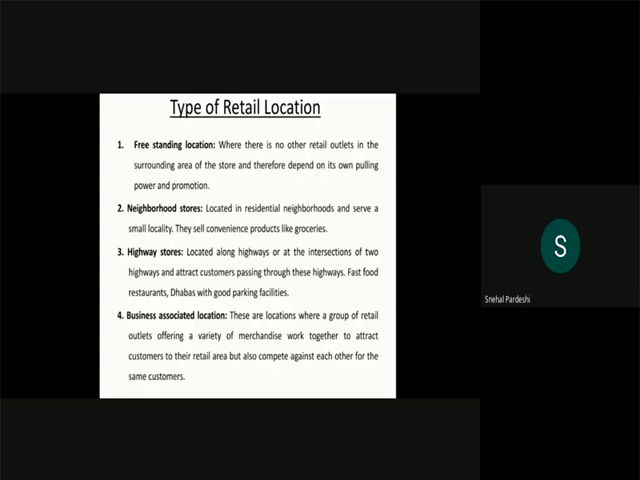 Type of Retail Location
1. Free standing location: Where there is no other retail outlets in the
surrounding area of the store and therefore depend on its own pulling
power and promotion.
2. Neighborhood stores: Located in residential neighborhoods and serve a
small locality. They sell convenience products like groceries.
3. Highway stores: Located along highways or at the intersections of two
highways and attract customers passing through these highways. Fast food
restaurants, Dhabas with good parking facilities.
4. Business associated location: These are locations where a group of retail
outlets offering a variety of merchandise work together to attract
customers to their retail area but also compete against each other for the
same customers.
S
Snehal Pardeshi